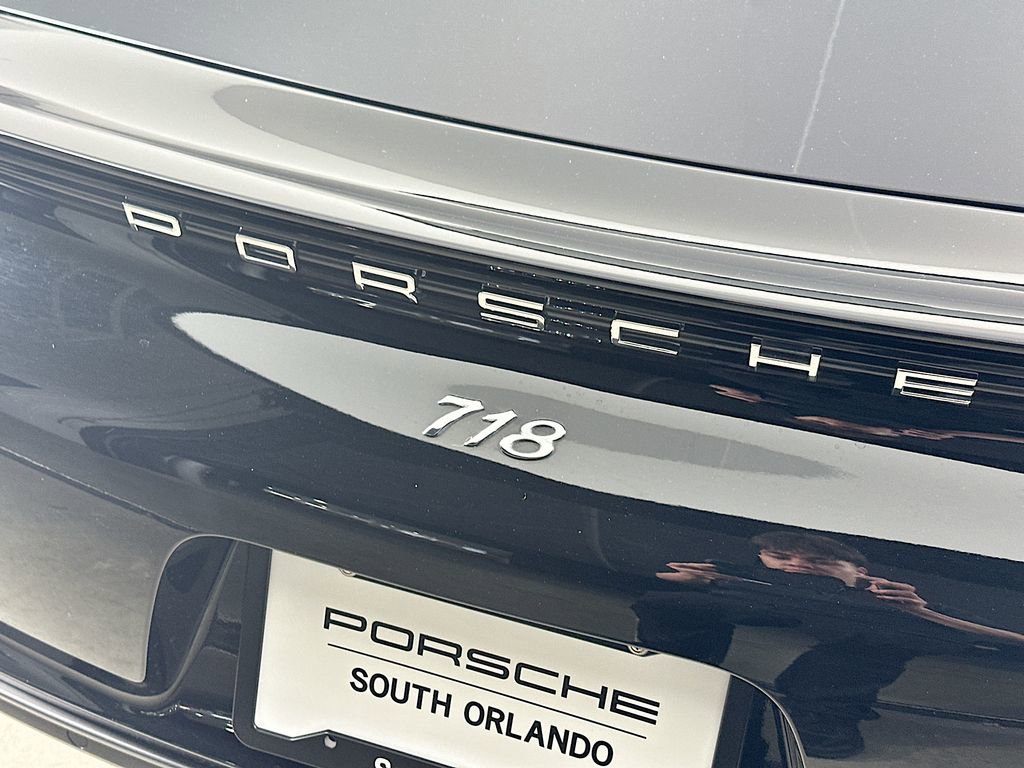 PORSCHE
718
PORSCHE
SOUTH ORLANDO